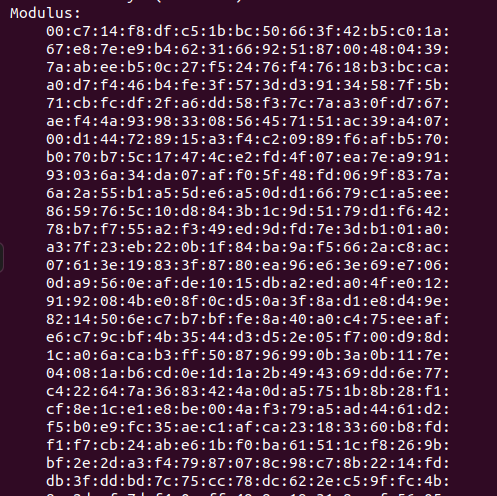 Modulus:
00:c7:14:f8:df:c5:1b:bc:50:66:3f:42:b5:c0:1a:
67:e8:7e:e9:b4:62:31:66:92:51:87:00:48:04:39:
7a:ab:ee:b5:0c:27:f5:24:76:f4:76:18:b3:bc:ca:
a0:d7:f4:46:b4:fe:3f:57:3d:d3:91:34:58:7f:5b:
71:cb:fc:df:2f:a6:dd:58:f3:7c:7a:a3:0f:d7:67:
ae:f4:4a:93:98:33:08:56:45:71:51:ac:39:a4:07:
00:d1:44:72:89:15:a3:f4:c2:09:89:f6:af:b5:70:
b0:70:b7:5c:17:47:4c:e2:fd:4f:07:ea:7e:a9:91:
93:03:6a:34:da:07:af:f0:5f:48:fd:06:9f:83:7a:
6a:2a:55:b1:a5:5d:e6:a5:0d:d1:66:79:c1:a5:ee:
86:59:76:5c:10:d8:84:3b:1c:9d:51:79:d1:f6:42:
78:b7:f7:55:a2:f3:49:ed:9d:fd:7e:3d:b1:01:a0:
a3:7f:23:eb:22:0b:1f:84:ba:9a:f5:66:2a:c8:ac:
07:61:3e:19:83:3f:87:80:ea:96:e6:3e:69:e7:06:
0d:a9:56:0e:af:de:10:15:db:a2:ed:a0:4f:e0:12:
91:92:08:4b:e0:8f:0c:d5:0a:3f:8a:d1:e8:d4:9e:
82:14:50:6e:c7:b7:bf:fe:8a:40:a0:c4:75:ee:af:
e6:c7:9c:bf:4b:35:44:d3:d5:2e:05:f7:00:d9:8d:
1c:a0:6a:ca:b3:ff:50:87:96:99:0b:3a:0b:11:7e:
04:08:1a:b6:cd:0e:1d:1a:2b:49:43:69:dd:6e:77:
c4:22:64:7a:36:83:42:4a:0d:a5:75:1b:8b:28:f1:
cf:8e:1c:e1:e8:be:00:4a:f3:79:a5:ad:44:61:d2:
f5:b0:e9:fc:35:ae:c1:af:ca:23:18:33:60:b8:fd:
f1:f7:cb:24:ab:e6:1b:f0:ba:61:51:1c:f8:26:9b:
bf:2e:2d:a3:f4:79:87:07:8c:98:c7:8b:22:14:fd:
db:3f:dd:bd:7c:75:cc:78:dc:62:2e:c5:9f:fc:4b: